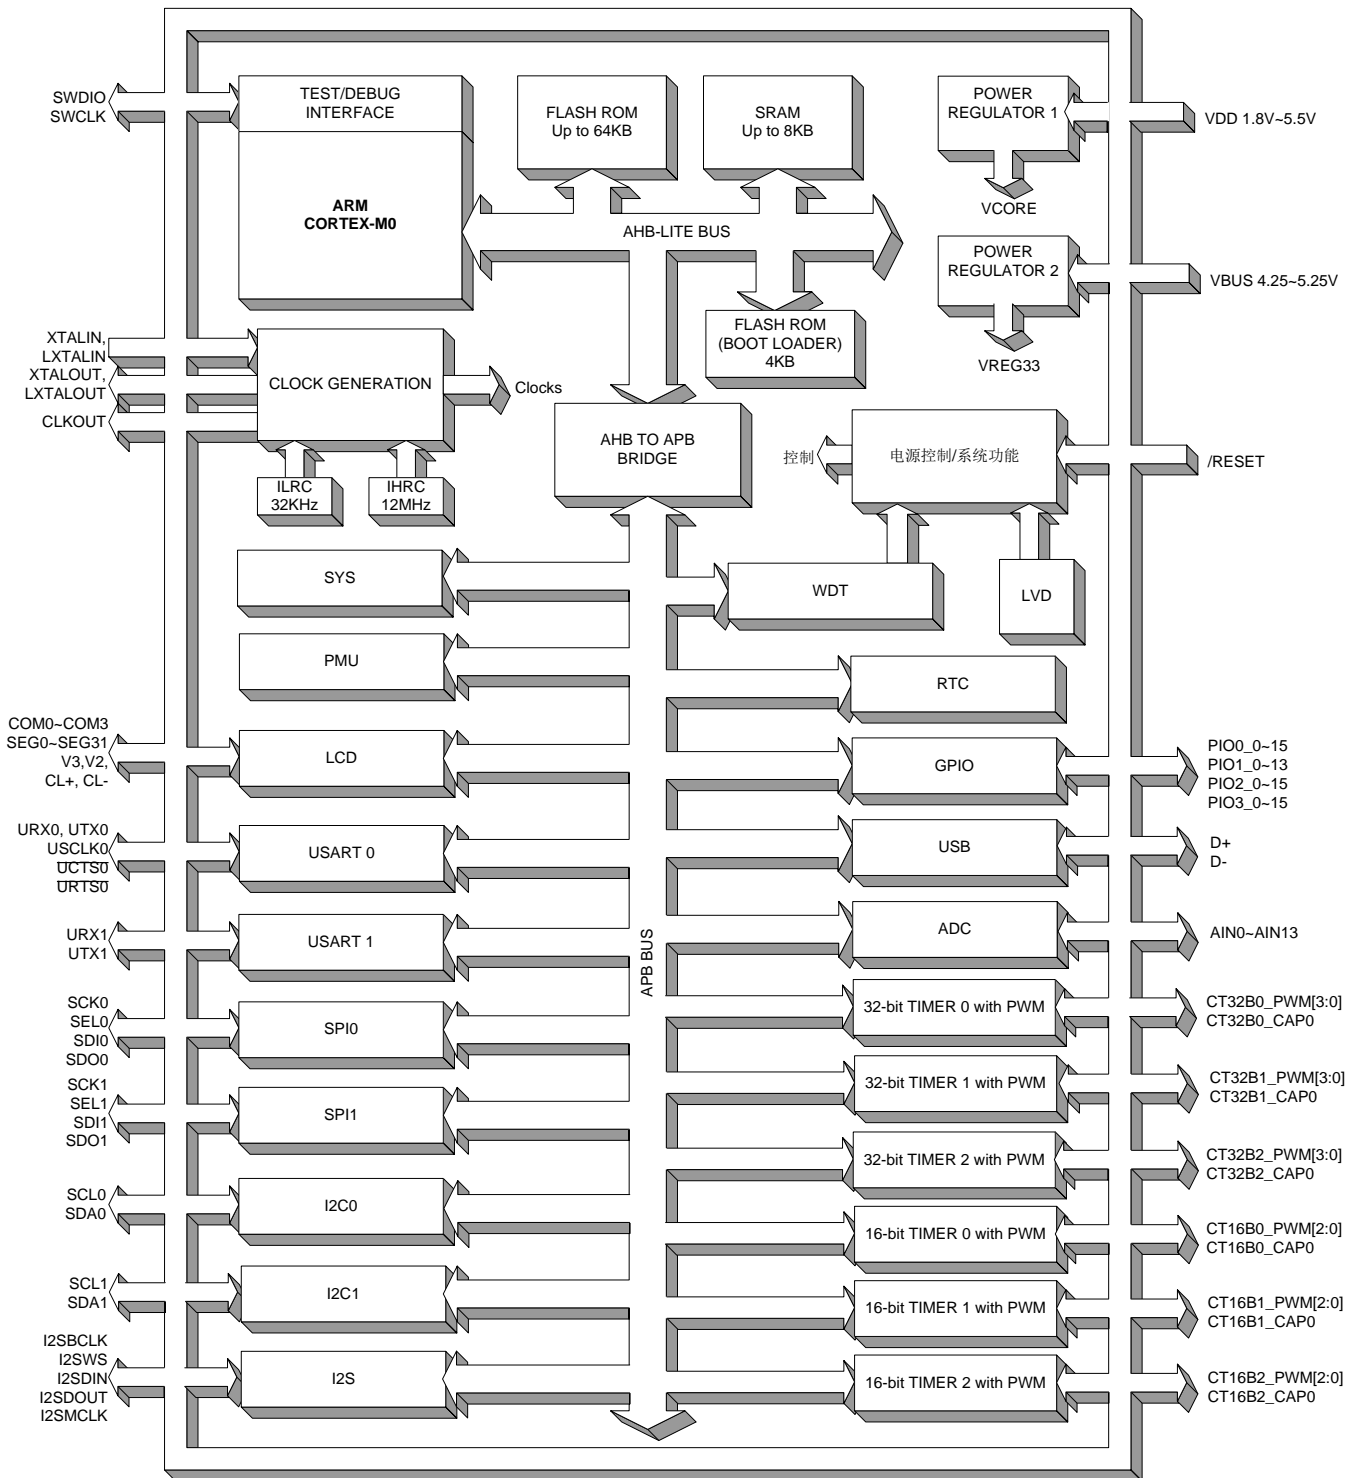 SWDIO
SWCLK
TEST/DEBUG
INTERFACE
ARM
CORTEX-M0
FLASH ROM
Up to 64KB
SRAM
Up to 8KB
POWER
REGULATOR 1
VDD 1.8V~5.5V
VCORE
AHB-LITE BUS
POWER
REGULATOR 2
VBUS 4.25~5.25V
VREG33
FLASH ROM
(BOOT LOADER)
4KB
XTALIN,
LXTALIN
XTALOUT,
LXTALOUT
CLKOUT
CLOCK GENERATION
Clocks
ILRC
32KHz
IHRC
12MHz
AHB TO APB
BRIDGE
控制
电源控制/系统功能
/RESET
SYS
WDT
LVD
PMU
RTC
COM0~COM3
SEG0~SEG31
V3,V2,
CL+, CL-
LCD
GPIO
PIO0_0~15
PIO1_0~13
PIO2_0~15
PIO3_0~15
URX0, UTX0
USCLK0
UCTS0
URTS0
USART 0
USB
D+
D-
URX1
UTX1
USART 1
APB BUS
ADC
AIN0~AIN13
SCK0
SEL0
SDI0
SDO0
SPI0
32-bit TIMER 0 with PWM
CT32B0_PWM[3:0]
CT32B0_CAP0
SCK1
SEL1
SDI1
SDO1
SPI1
32-bit TIMER 1 with PWM
CT32B1_PWM[3:0]
CT32B1_CAP0
32-bit TIMER 2 with PWM
CT32B2_PWM[3:0]
CT32B2_CAP0
SCL0
SDA0
I2C0
16-bit TIMER 0 with PWM
CT16B0_PWM[2:0]
CT16B0_CAP0
SCL1
SDA1
I2C1
16-bit TIMER 1 with PWM
CT16B1_PWM[2:0]
CT16B1_CAP0
I2SBCLK
I2SWS
I2SDIN
I2SDOUT
I2SMCLK
I2S
16-bit TIMER 2 with PWM
CT16B2_PWM[2:0]
CT16B2_CAP0